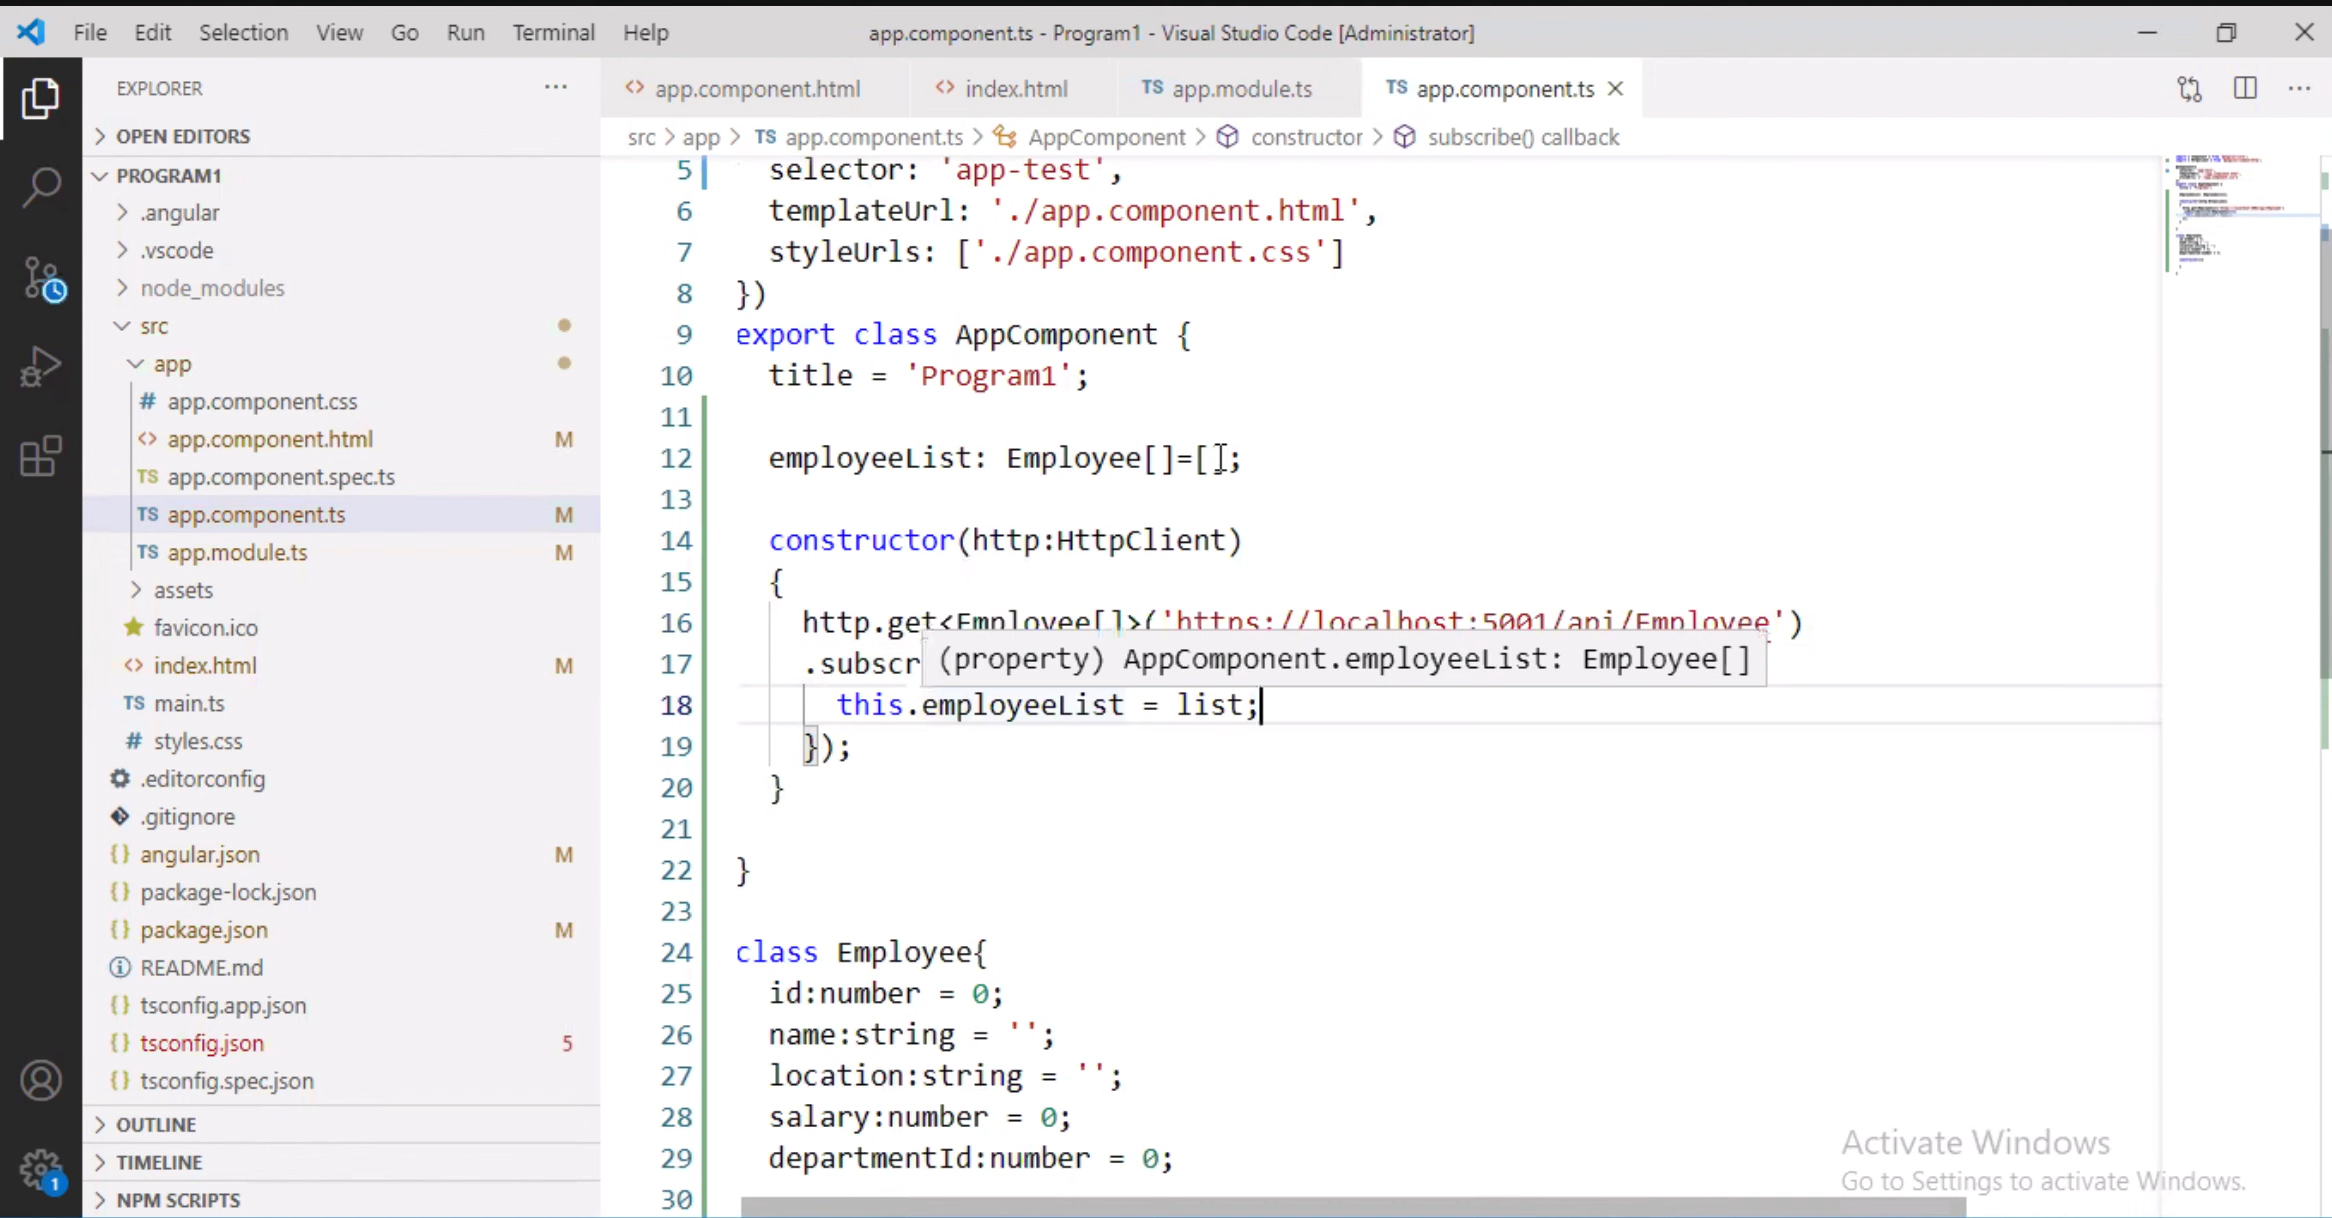 File Edit Selection View Go Run Terminal Help
app.component.ts - Program1 - Visual Studio Code [Administrator]
EXPLORER
OPEN EDITORS
PROGRAM1
.angular
.vscode
node_modules
src
app
# app.component.css
<> app.component.html M
TS app.component.spec.ts
TS app.component.ts M
TS app.module.ts M
assets
favicon.ico
<> index.html M
TS main.ts
# styles.css
.editorconfig
.gitignore
{} angular.json M
{} package-lock.json
{} package.json M
README.md
{} tsconfig.app.json
{} tsconfig.json 5
{} tsconfig.spec.json
OUTLINE
TIMELINE
NPM SCRIPTS
1
<> app.component.html <> index.html TS app.module.ts TS app.component.ts
src > app > TS app.component.ts > AppComponent > constructor > subscribe() callback
5 selector: 'app-test',
6 templateUrl: './app.component.html',
7 styleUrls: ['./app.component.css']
8 })
9 export class AppComponent {
10 title = 'Program1';
11
12 employeeList: Employee[]=[];
13
14 constructor(http:HttpClient)
15 {
16 http.get<Employee[]>('https://localhost:5001/api/Employee')
17 .subscr
(property) AppComponent.employeeList: Employee[]
18 this.employeeList = list;
19 });
20 }
21
22 }
23
24 class Employee{
25 id:number = 0;
26 name:string = '';
27 location:string = '';
28 salary:number = 0;
29 departmentId:number = 0;
30
Activate Windows
Go to Settings to activate Windows.